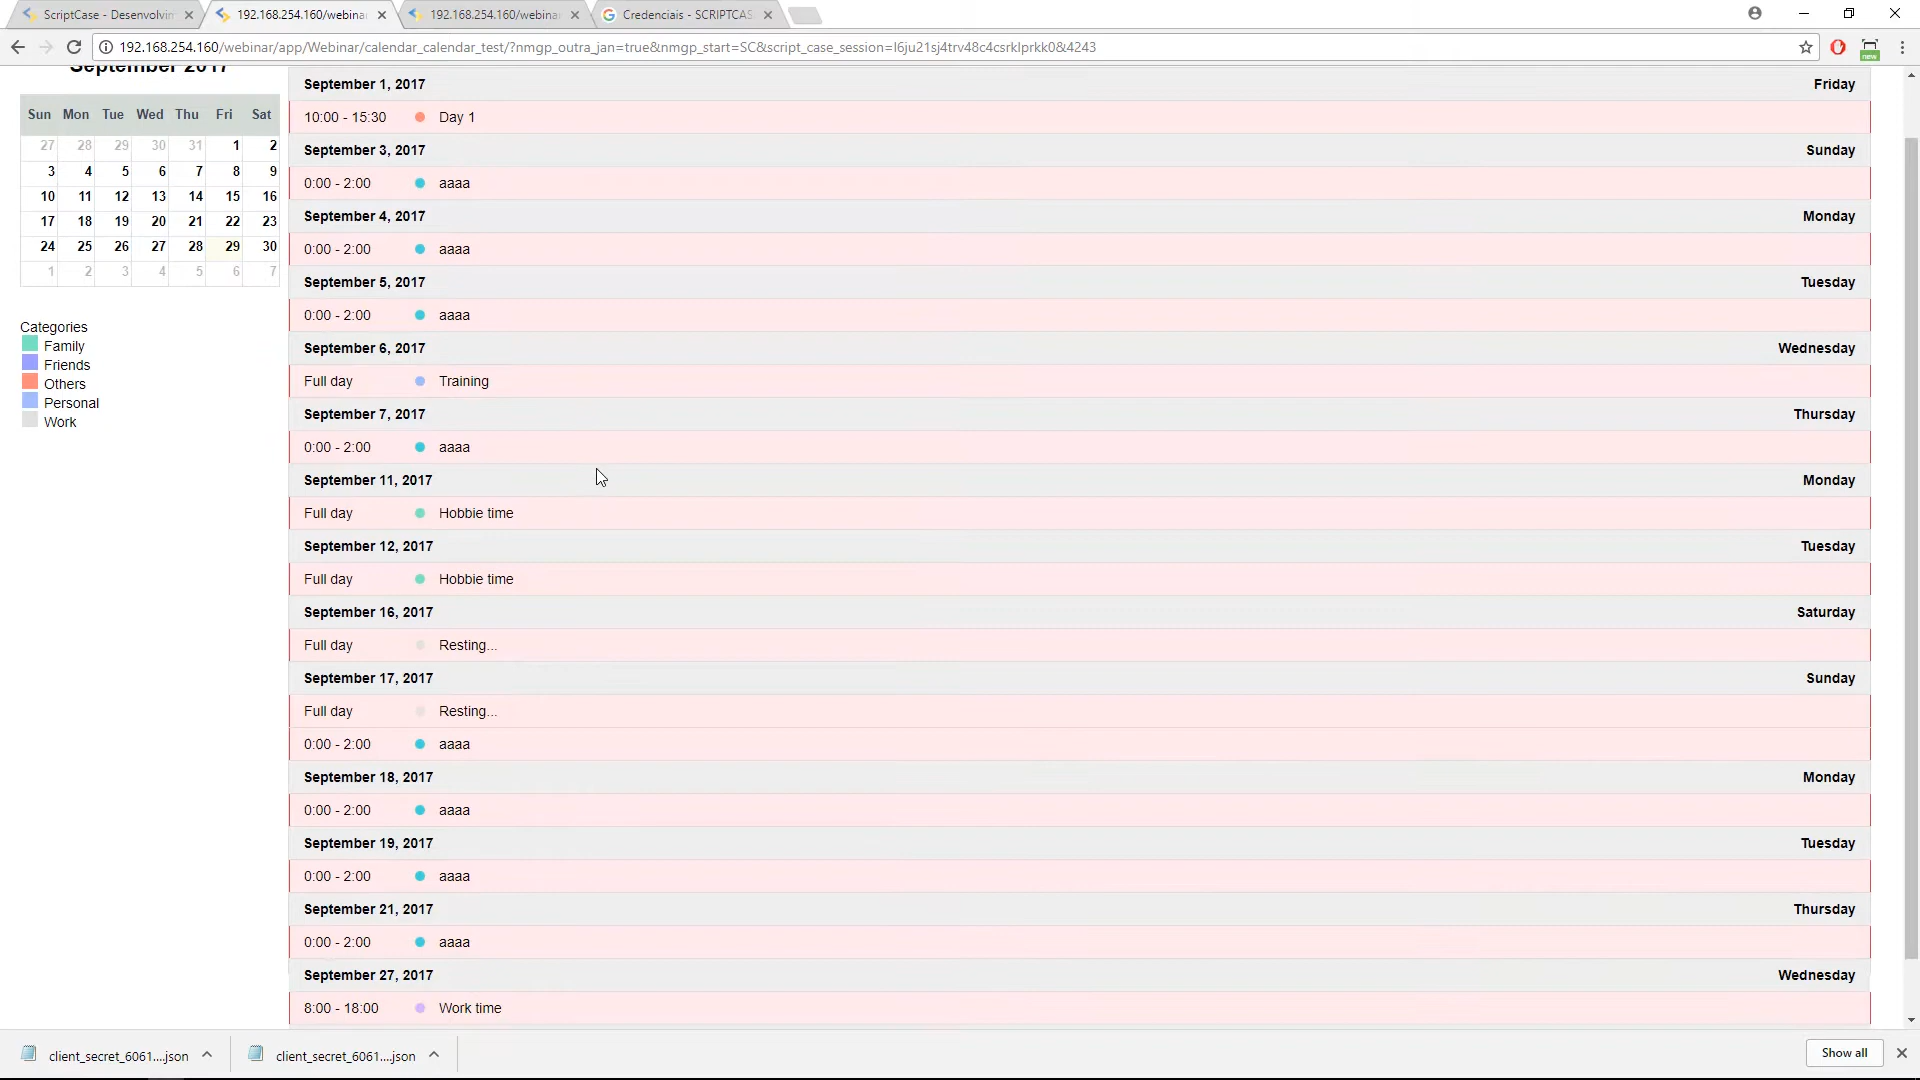 ScriptCase - Desenvolvim
192.168.254.160/webinar
192.168.254.160/webina
Credenciais - SCRIPTCAS
192.168.254.160/webinar/app/Webinar/calendar_calendar_test/?nmgp_outra_jan=true&nmgp_start=SC&script_case_session=l6ju21sj4trv48c4csrklprkk0&4243
new
September 2017
Sun Mon Tue Wed Thu Fri Sat
27 28 29 30 31 1 2
3 4 5 6 7 8 9
10 11 12 13 14 15 16
17 18 19 20 21 22 23
24 25 26 27 28 29 30
1 2 3 4 5 6 7
Categories
Family
Friends
Others
Personal
Work
September 1, 2017 Friday
10:00 - 15:30 Day 1
September 3, 2017 Sunday
0:00 - 2:00 aaaa
September 4, 2017 Monday
0:00 - 2:00 aaaa
September 5, 2017 Tuesday
0:00 - 2:00 aaaa
September 6, 2017 Wednesday
Full day Training
September 7, 2017 Thursday
0:00 - 2:00 aaaa
September 11, 2017 Monday
Full day Hobbie time
September 12, 2017 Tuesday
Full day Hobbie time
September 16, 2017 Saturday
Full day Resting...
September 17, 2017 Sunday
Full day Resting...
0:00 - 2:00 aaaa
September 18, 2017 Monday
0:00 - 2:00 aaaa
September 19, 2017 Tuesday
0:00 - 2:00 aaaa
September 21, 2017 Thursday
0:00 - 2:00 aaaa
September 27, 2017 Wednesday
8:00 - 18:00 Work time
client_secret_6061....json
client_secret_6061....json
Show all